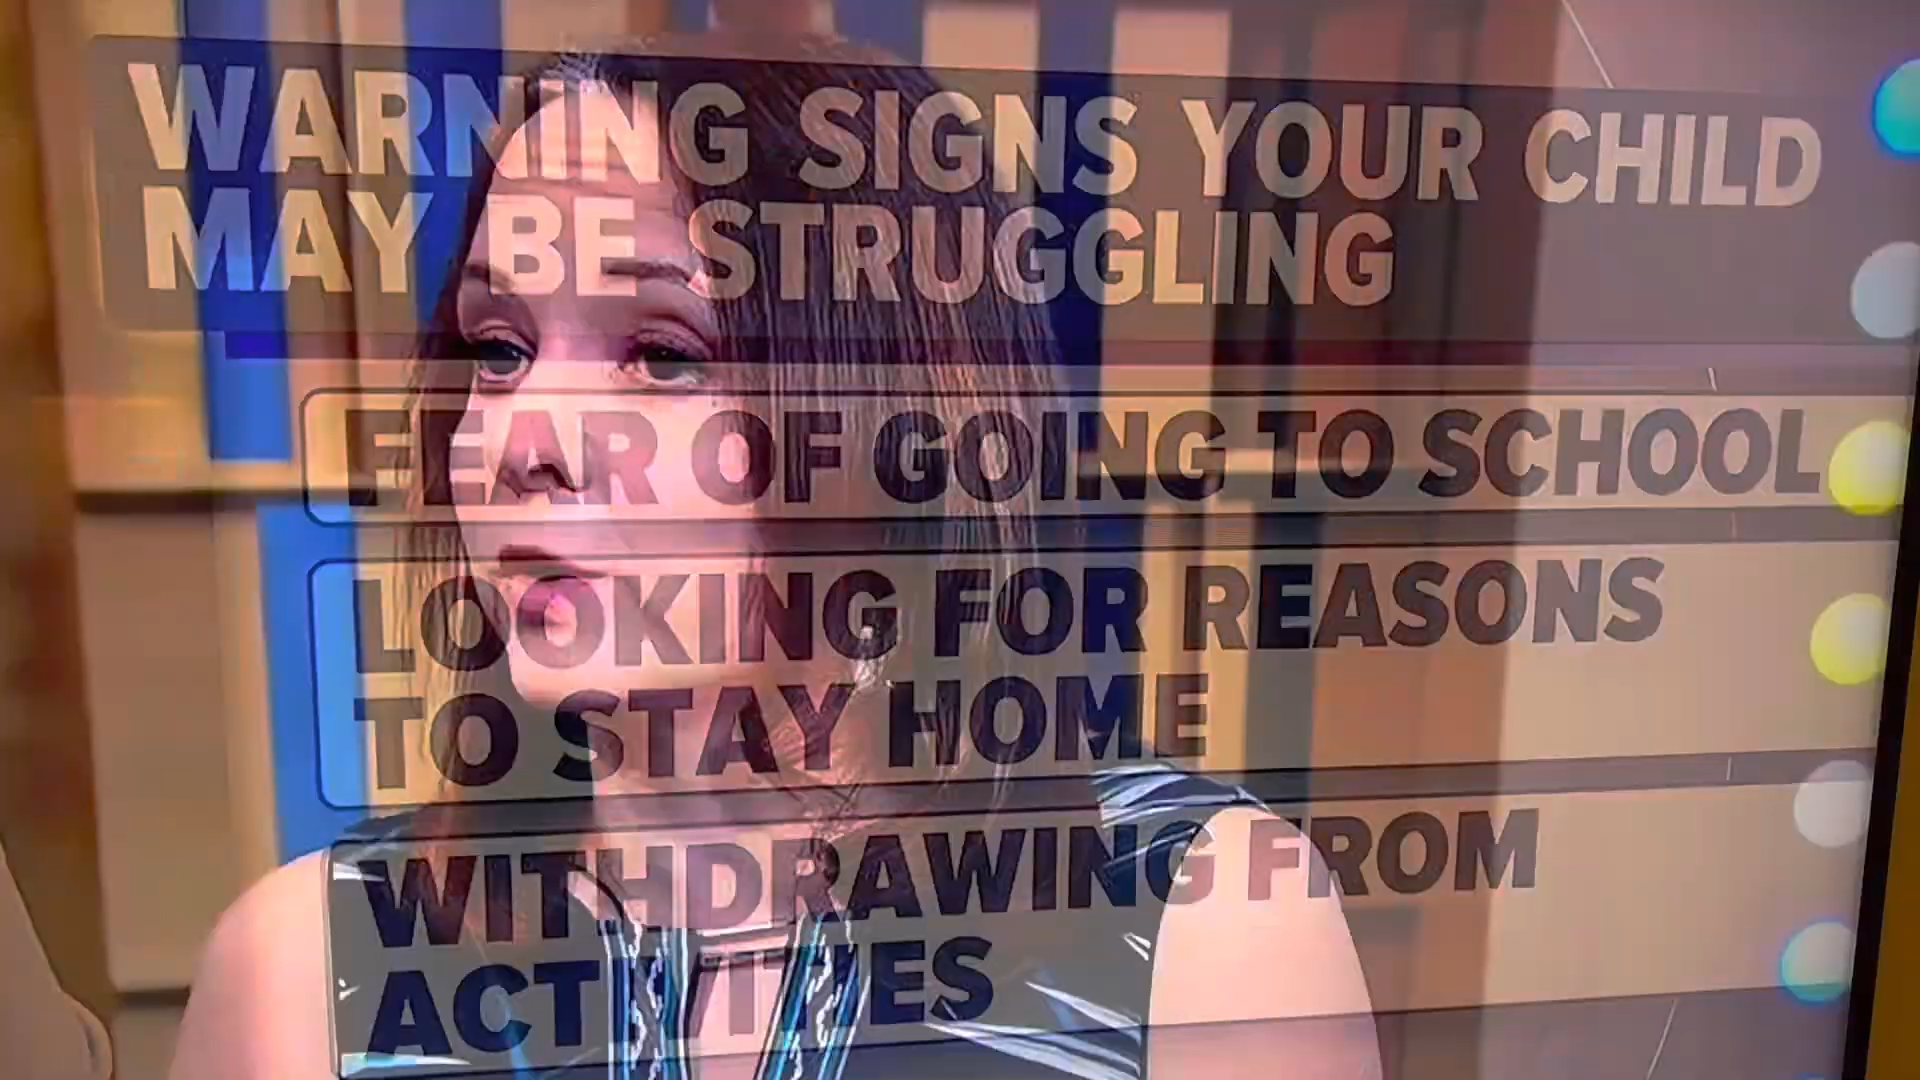 WARNING SIGNS YOUR CHILD
MAY BE STRUGGLING
FEAR OF GOING TO SCHOOL
LOOKING FOR REASONS
TO STAY HOME
WITHDRAWING FROM
ACTIVITIES